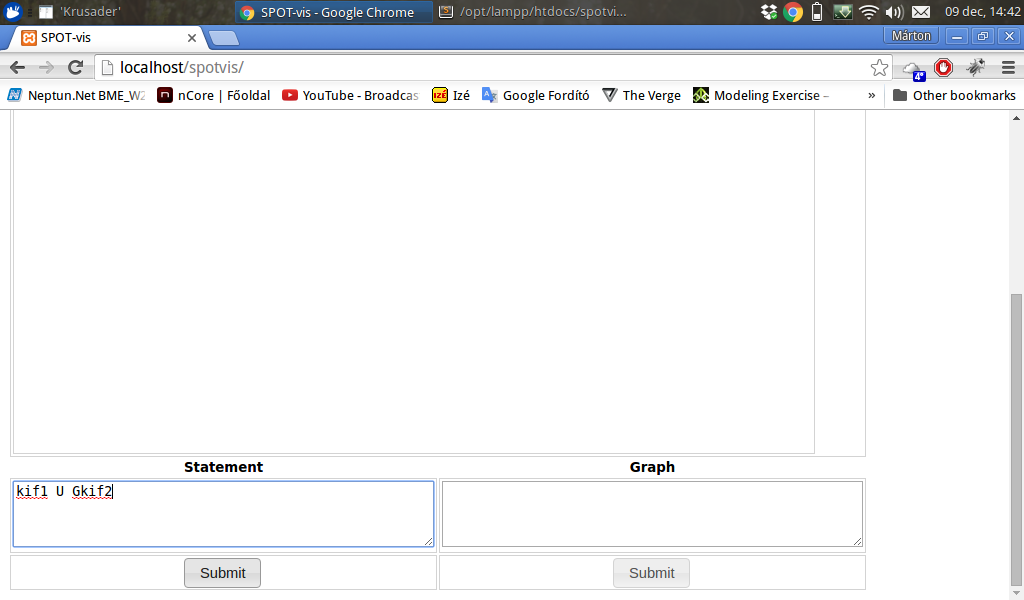 'Krusader'
SPOT-vis - Google Chrome
/opt/lampp/htdocs/spotvi...
09 dec, 14:42
SPOT-vis
Márton
localhost/spotvis/
4*
Neptun.Net BME_W2
nCore | Főoldal
YouTube - Broadcas
IZÉ
Izé
Google Fordító
The Verge
Modeling Exercise –
»
Other bookmarks
Statement
Graph
kif1 U Gkif2
Submit
Submit